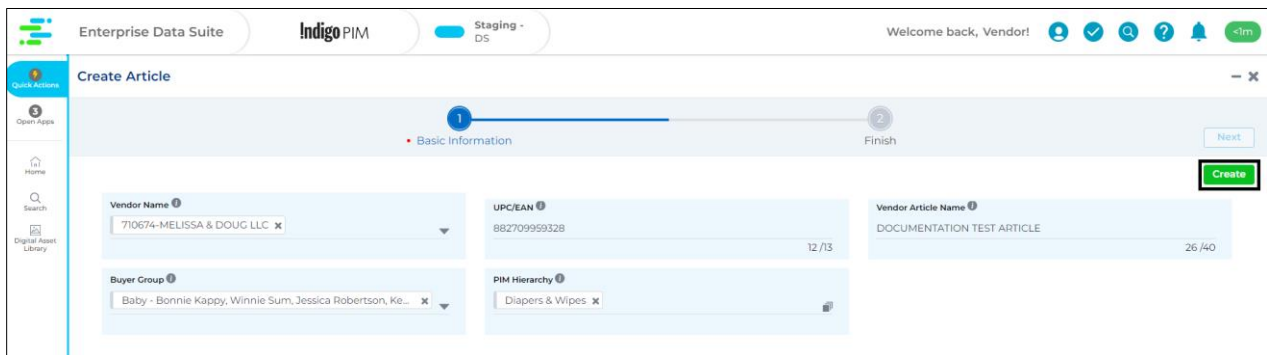 Enterprise Data Suite
Indigo PIM
Staging -
DS
Welcome back, Vendor!
<1m
Quick Actions
Create Article
3
Open Apps
1
2
Basic Information
Finish
Next
Home
Create
Search
Vendor Name
UPC/EAN
Vendor Article Name
710674-MELISSA & DOUG LLC
882709959328
DOCUMENTATION TEST ARTICLE
Digital Asset
Library
12 /13
26 /40
Buyer Group
PIM Hierarchy
Baby - Bonnie Kappy, Winnie Sum, Jessica Robertson, Ke...
Diapers & Wipes